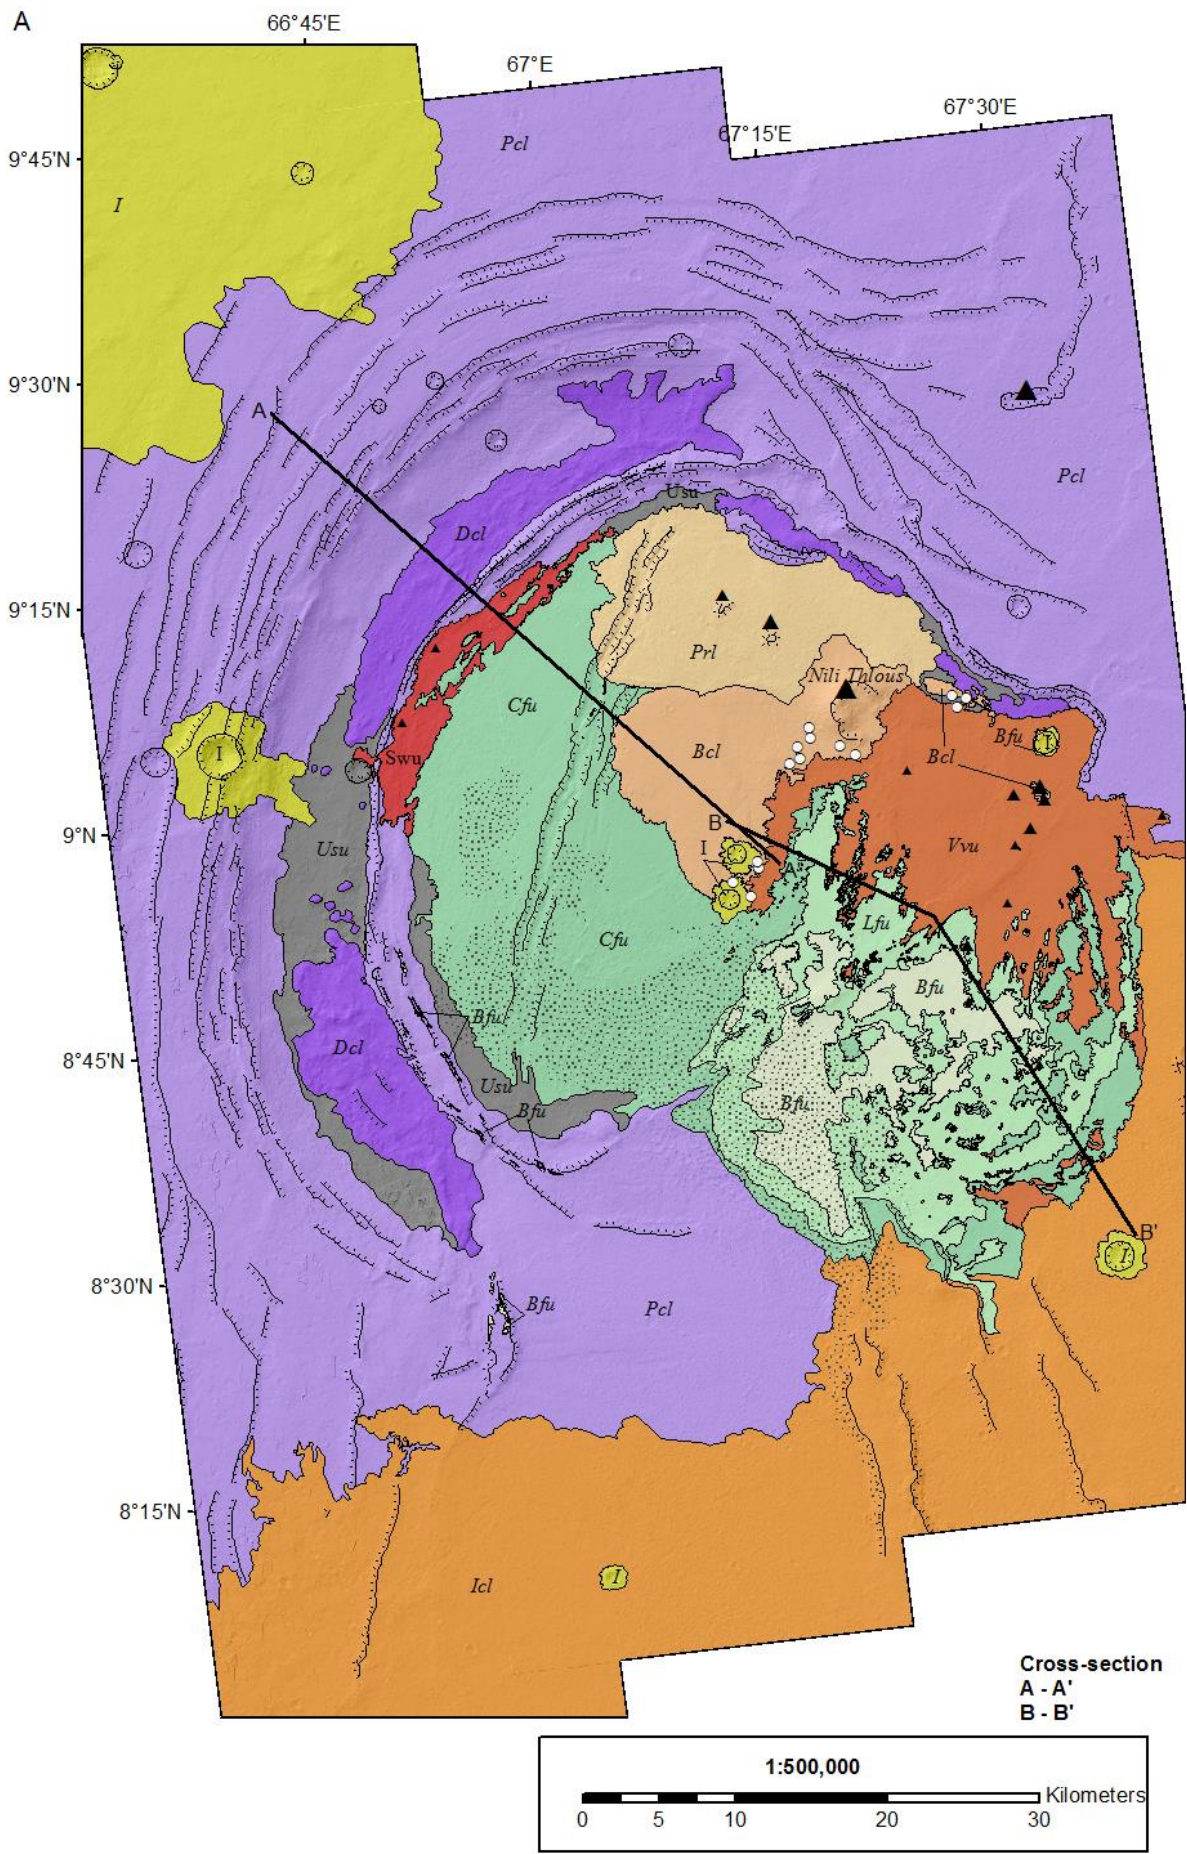 A
66°45'E
67°E
67°15'E
67°30'E
9°45'N
Pcl
I
9°30'N
A
Pcl
Usu
Dcl
9°15'N
Prl
Nili Thlous
Cfu
Bcl
Bfu
I
I
Swu
Bcl
B
9°N
Usu
I
A'
Vvu
Lfu
Cfu
Bfu
Bfu
Dcl
8°45'N
Usu
Bfu
Bfu
B'
I
8°30'N
Bfu
Pcl
8°15'N
Icl
I
Cross-section
A - A'
B - B'
1:500,000
Kilometers
0 5 10 20 30